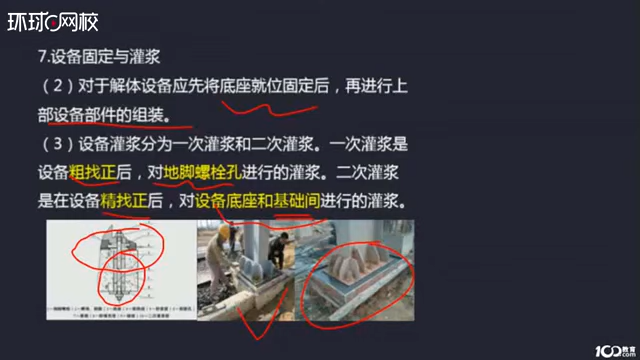 环球网校
7.设备固定与灌浆
（2）对于解体设备应先将底座就位固定后，再进行上
部设备部件的组装。
（3）设备灌浆分为一次灌浆和二次灌浆。一次灌浆是
设备粗找正后，对地脚螺栓孔进行的灌浆。二次灌浆
是在设备精找正后，对设备底座和基础间进行的灌浆。
100教育
.com